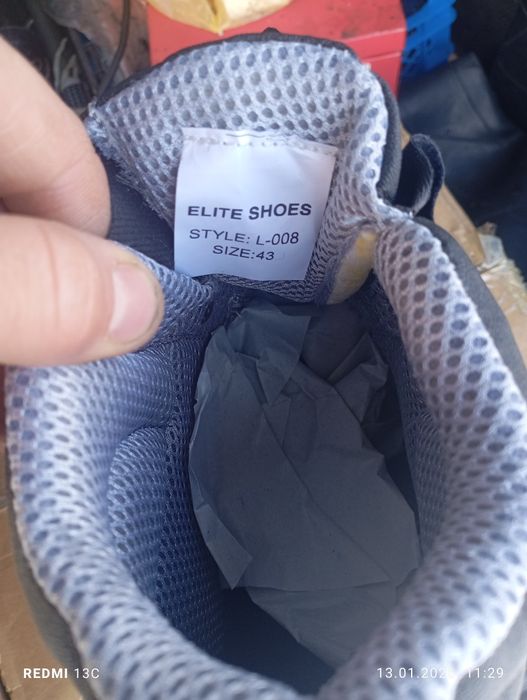 ELITE SHOES
STYLE: L-008
SIZE:43
REDMI 13C
11:29